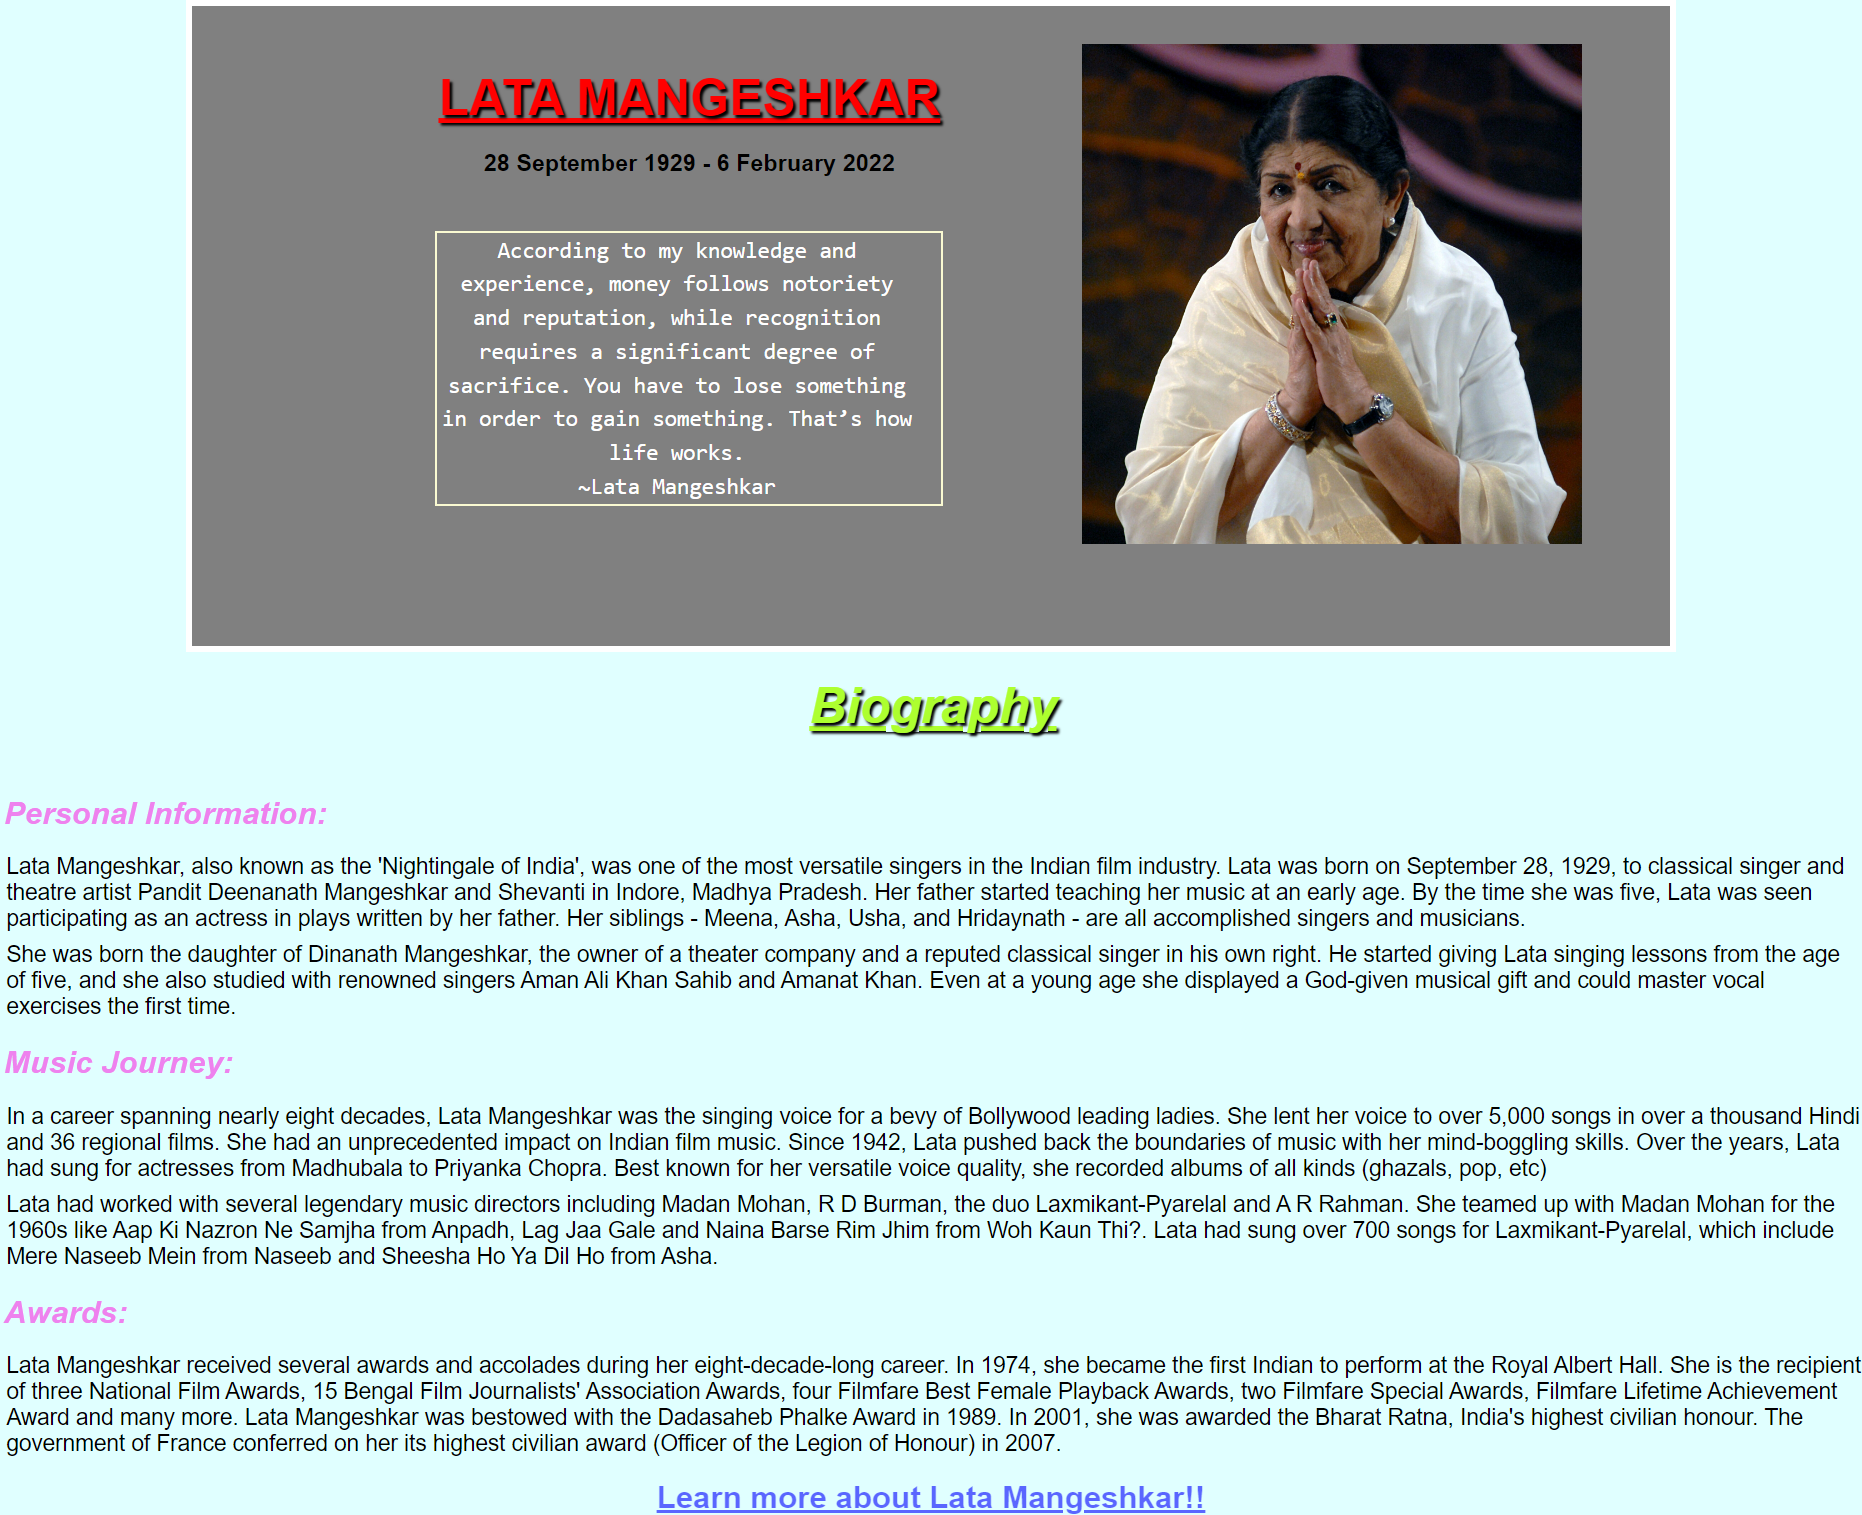 LATA MANGESHKAR
28 September 1929 - 6 February 2022
According to my knowledge and
experience, money follows notoriety
and reputation, while recognition
requires a significant degree of
sacrifice. You have to lose something
in order to gain something. That’s how
life works.
~Lata Mangeshkar
Biography
Personal Information:
Lata Mangeshkar, also known as the 'Nightingale of India', was one of the most versatile singers in the Indian film industry. Lata was born on September 28, 1929, to classical singer and
theatre artist Pandit Deenanath Mangeshkar and Shevanti in Indore, Madhya Pradesh. Her father started teaching her music at an early age. By the time she was five, Lata was seen
participating as an actress in plays written by her father. Her siblings - Meena, Asha, Usha, and Hridaynath - are all accomplished singers and musicians.
She was born the daughter of Dinanath Mangeshkar, the owner of a theater company and a reputed classical singer in his own right. He started giving Lata singing lessons from the age
of five, and she also studied with renowned singers Aman Ali Khan Sahib and Amanat Khan. Even at a young age she displayed a God-given musical gift and could master vocal
exercises the first time.
Music Journey:
In a career spanning nearly eight decades, Lata Mangeshkar was the singing voice for a bevy of Bollywood leading ladies. She lent her voice to over 5,000 songs in over a thousand Hindi
and 36 regional films. She had an unprecedented impact on Indian film music. Since 1942, Lata pushed back the boundaries of music with her mind-boggling skills. Over the years, Lata
had sung for actresses from Madhubala to Priyanka Chopra. Best known for her versatile voice quality, she recorded albums of all kinds (ghazals, pop, etc)
Lata had worked with several legendary music directors including Madan Mohan, R D Burman, the duo Laxmikant-Pyarelal and A R Rahman. She teamed up with Madan Mohan for the
1960s like Aap Ki Nazron Ne Samjha from Anpadh, Lag Jaa Gale and Naina Barse Rim Jhim from Woh Kaun Thi?. Lata had sung over 700 songs for Laxmikant-Pyarelal, which include
Mere Naseeb Mein from Naseeb and Sheesha Ho Ya Dil Ho from Asha.
Awards:
Lata Mangeshkar received several awards and accolades during her eight-decade-long career. In 1974, she became the first Indian to perform at the Royal Albert Hall. She is the recipient
of three National Film Awards, 15 Bengal Film Journalists' Association Awards, four Filmfare Best Female Playback Awards, two Filmfare Special Awards, Filmfare Lifetime Achievement
Award and many more. Lata Mangeshkar was bestowed with the Dadasaheb Phalke Award in 1989. In 2001, she was awarded the Bharat Ratna, India's highest civilian honour. The
government of France conferred on her its highest civilian award (Officer of the Legion of Honour) in 2007.
Learn more about Lata Mangeshkar!!